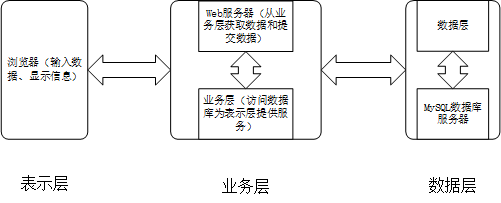 浏览器（输入数
据、显示信息）
Web服务器（从业
务层获取数据和提
交数据）
业务层（访问数据
库为表示层提供服
务）
数据层
MySQL数据库
服务器
表示层
业务层
数据层